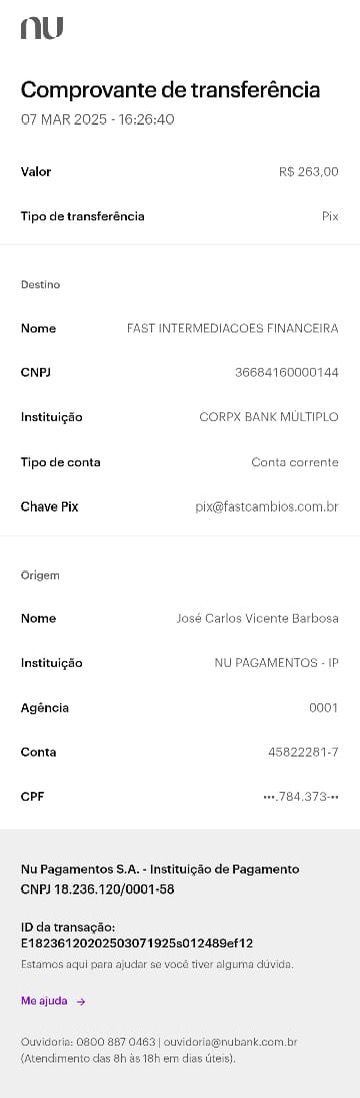 nu
Comprovante de transferência
07 MAR 2025 - 16:26:40
Valor R$ 263,00
Tipo de transferência Pix
Destino
Nome FAST INTERMEDIACOES FINANCEIRA
CNPJ 36684160000144
Instituição CORPX BANK MÚLTIPLO
Tipo de conta Conta corrente
Chave Pix pix@fastcambios.com.br
Origem
Nome José Carlos Vicente Barbosa
Instituição NU PAGAMENTOS - IP
Agência 0001
Conta 45822281-7
CPF •••.784.373-••
Nu Pagamentos S.A. - Instituição de Pagamento
CNPJ 18.236.120/0001-58
ID da transação:
E18236120202503071925s012489ef12
Estamos aqui para ajudar se você tiver alguma dúvida.
Me ajuda →
Ouvidoria: 0800 887 0463 | ouvidoria@nubank.com.br
(Atendimento das 8h às 18h em dias úteis).